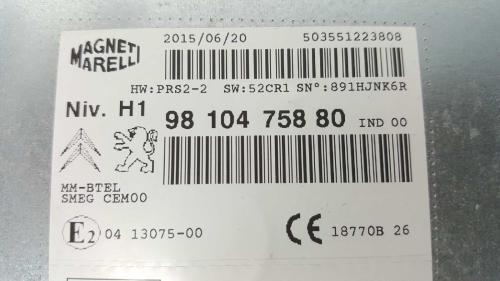 MAGNETI
MARELLI
2015/06/20 503551223808
HW:PRS2-2 SW:52CR1 SN°:891HJNK6R
Niv. H1
98 104 758 80 IND 00
MM-BTEL
SMEG CEM00
E2 04 13075-00
CE 18770B 26